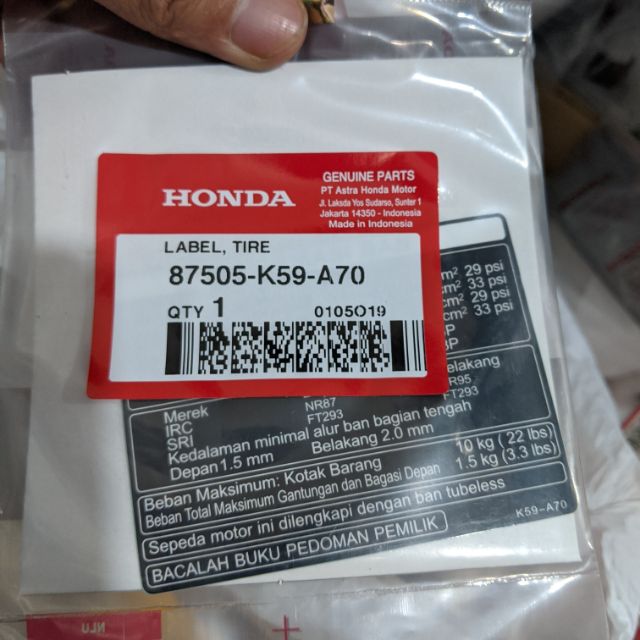 HONDA
GENUINE PARTS
PT Astra Honda Motor
Jl. Laksda Yos Sudarso, Sunter 1
Jakarta 14350 - Indonesia
Made in Indonesia
LABEL, TIRE
87505-K59-A70
QTY 1 0105O19
cm² 29 psi
cm² 33 psi
cm² 29 psi
cm² 33 psi
Belakang
Merek NR87 R95
IRC FT293 FT293
SRI
Kedalaman minimal alur ban bagian tengah
Depan 1.5 mm Belakang 2.0 mm
Beban Maksimum: Kotak Barang 10 kg ( 22 lbs)
Beban Total Maksimum Gantungan dan Bagasi Depan 1.5 kg (3.3 lbs)
Sepeda motor ini dilengkapi dengan ban tubeless
BACALAH BUKU PEDOMAN PEMILIK
K59-A70
NLU